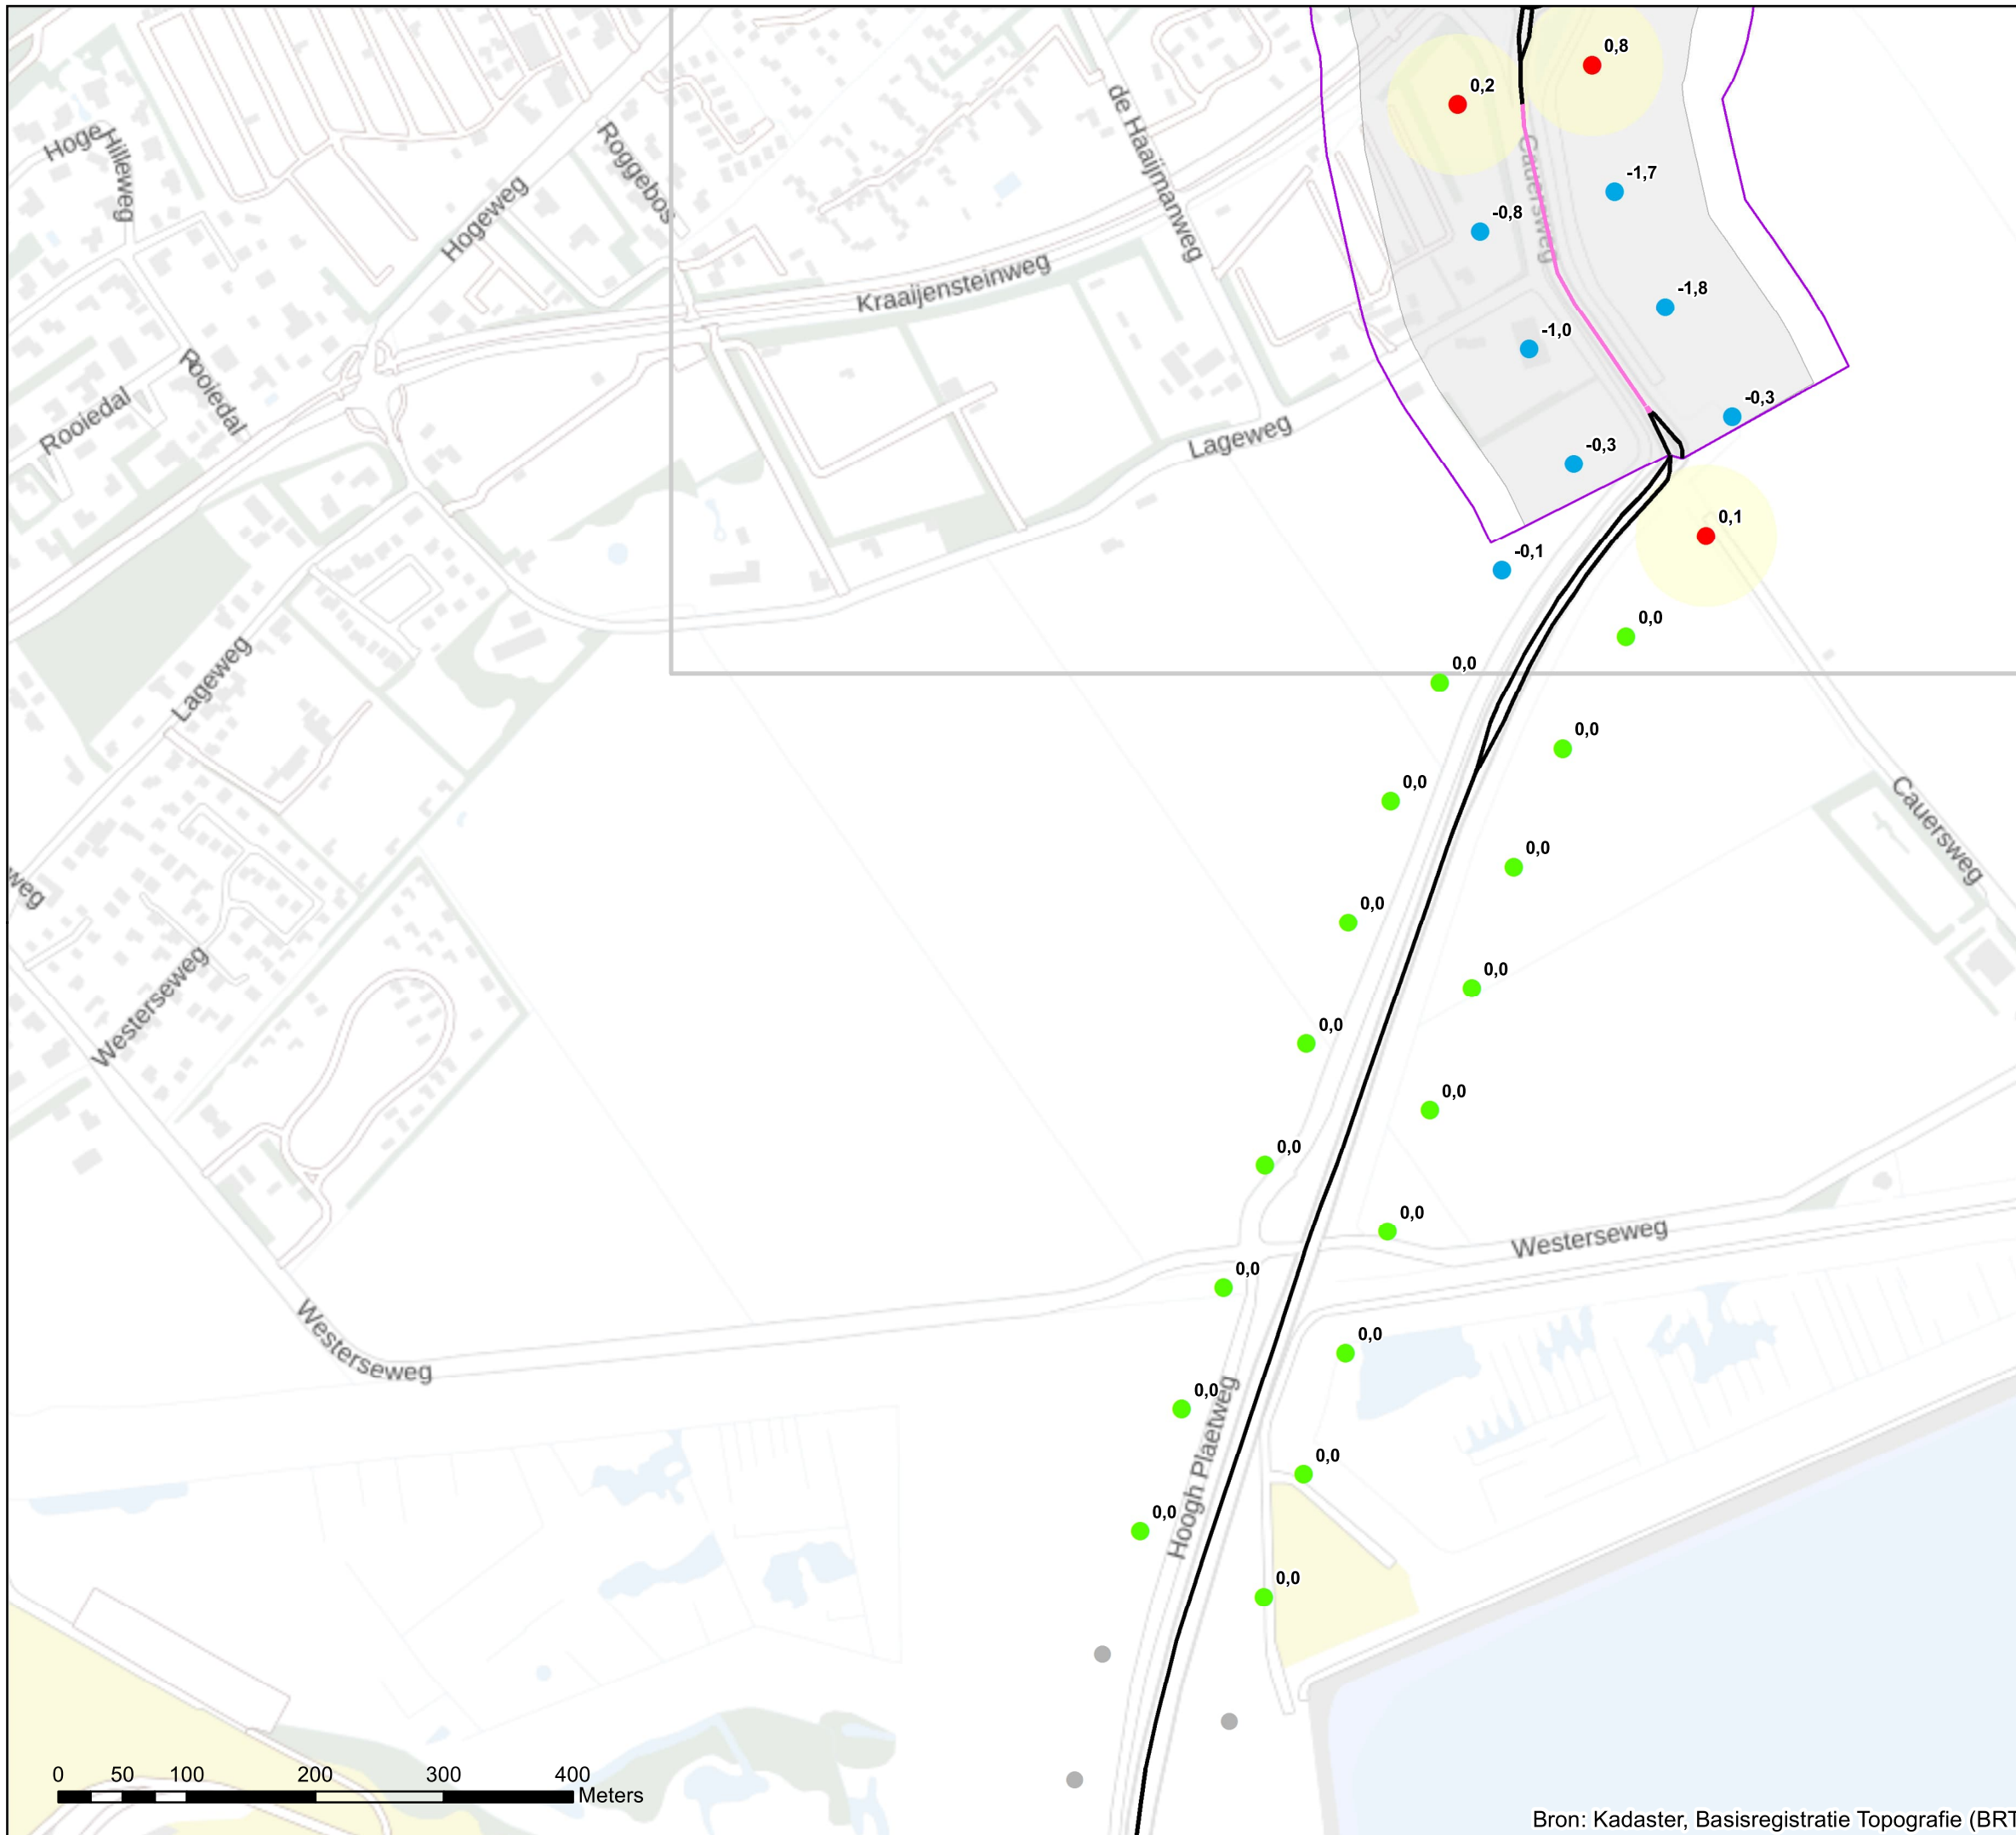 0,8
0,2
de Haaijmanweg
Hoge
Hilleweg
Roggebos
Cauersweg
-1,7
Hogeweg
-0,8
Kraaijensteinweg
-1,8
-1,0
Rooiedal
Rooiedal
-0,3
Lageweg
-0,3
0,1
-0,1
0,0
Lageweg
0,0
0,0
0,0
Cauersweg
0,0
weg
0,0
0,0
Westerseweg
0,0
0,0
0,0
0,0
Westerseweg
0,0
Westerseweg
0,0
0,0
Hoogh Plaetweg
0,0
0,0
0,0
0 50 100 200 300 400
Meters
Bron: Kadaster, Basisregistratie Topografie (BRT